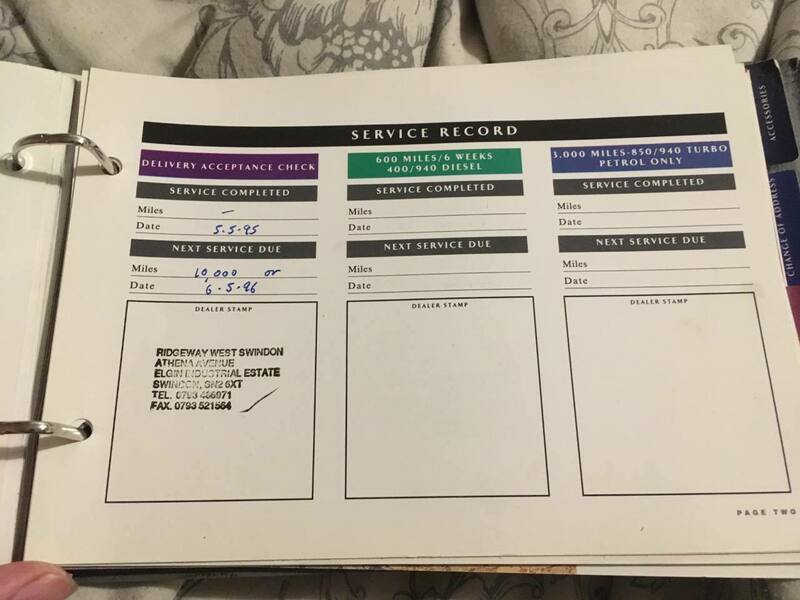 SERVICE RECORD
DELIVERY ACCEPTANCE CHECK
SERVICE COMPLETED
Miles —
Date 5.5.95
NEXT SERVICE DUE
Miles 10,000 or
Date 6.5.96
DEALER STAMP
RIDGEWAY WEST SWINDON
ATHENA AVENUE
ELGIN INDUSTRIAL ESTATE
SWINDON, SN2 6XT
TEL. 0793
FAX. 0793 521564
600 MILES/6 WEEKS
400/940 DIESEL
SERVICE COMPLETED
Miles
Date
NEXT SERVICE DUE
Miles
Date
DEALER STAMP
3,000 MILES-850/940 TURBO
PETROL ONLY
SERVICE COMPLETED
Miles
Date
NEXT SERVICE DUE
Miles
Date
DEALER STAMP
PAGE TWO
ACCESSORIES
CHANGE OF ADDRESS